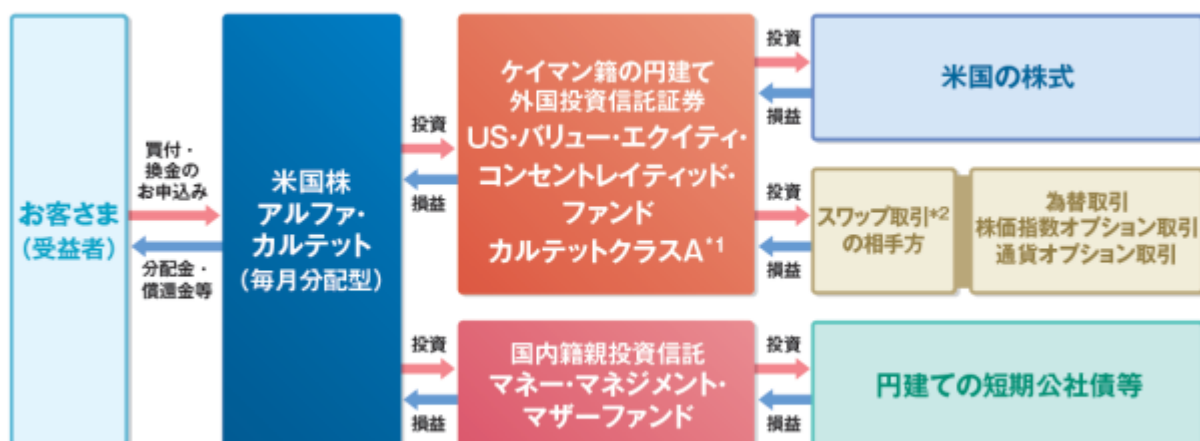 お客さま
(受益者)
買付・
換金の
お申込み
分配金・
償還金等
米国株
アルファ・
カルテット
(毎月分配型)
投資
損益
ケイマン籍の円建て
外国投資信託証券
US・バリュー・エクイティ・
コンセントレイティッド・
ファンド
カルテットクラスA*1
投資
損益
米国の株式
投資
損益
スワップ取引*2
の相手方
為替取引
株価指数オプション取引
通貨オプション取引
投資
損益
国内籍親投資信託
マネー・マネジメント・
マザーファンド
投資
損益
円建ての短期公社債等